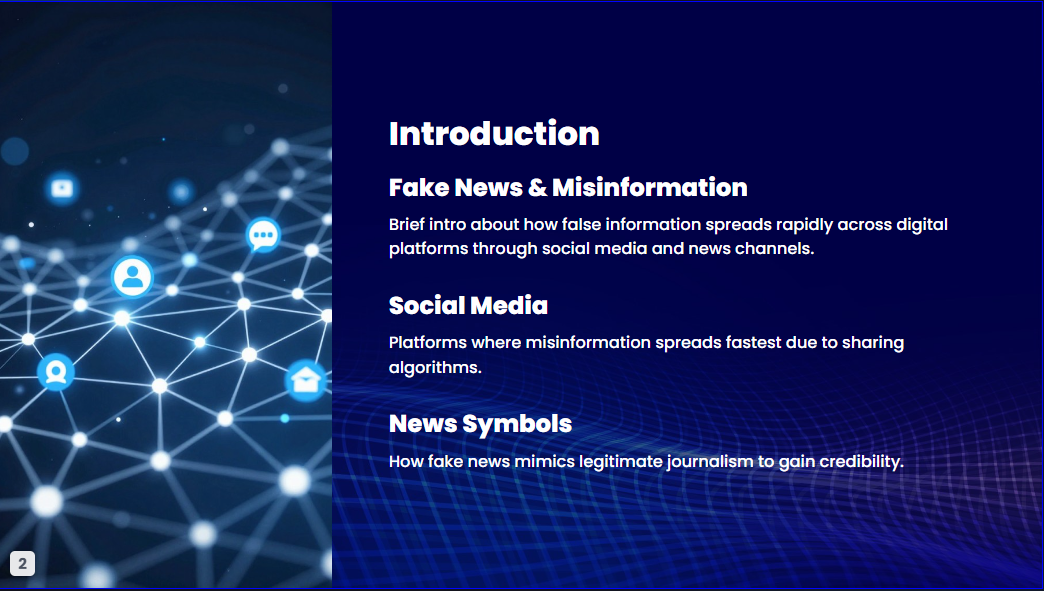 Introduction
Fake News & Misinformation
Brief intro about how false information spreads rapidly across digital
platforms through social media and news channels.
Social Media
Platforms where misinformation spreads fastest due to sharing
algorithms.
News Symbols
How fake news mimics legitimate journalism to gain credibility.
2